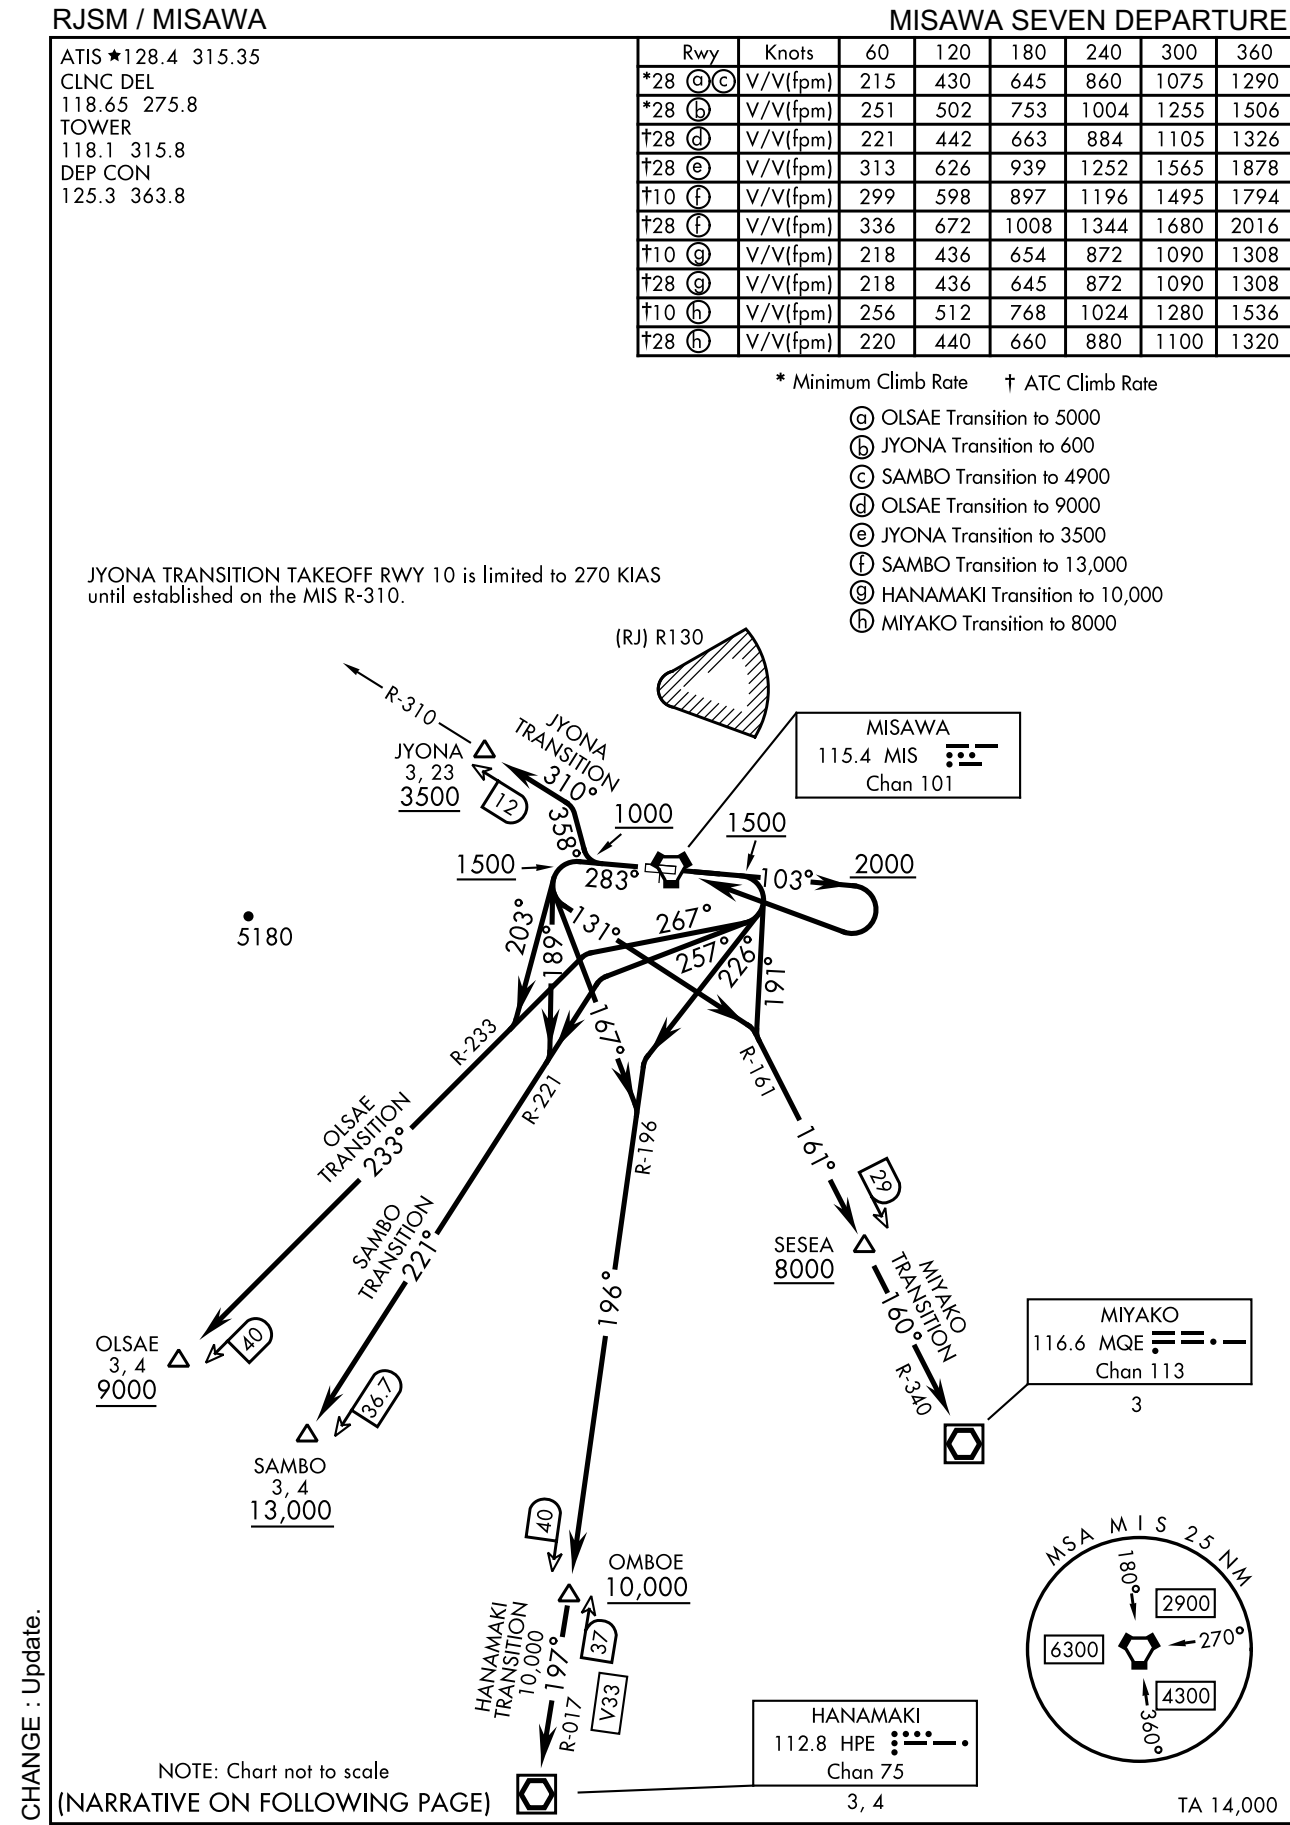 RJSM / MISAWA
MISAWA SEVEN DEPARTURE
ATIS ★128.4 315.35
CLNC DEL
118.65 275.8
TOWER
118.1 315.8
DEP CON
125.3 363.8
Rwy Knots 60 120 180 240 300 360
*28 ⓐⓒ V/V(fpm) 215 430 645 860 1075 1290
*28 ⓑ V/V(fpm) 251 502 753 1004 1255 1506
†28 ⓓ V/V(fpm) 221 442 663 884 1105 1326
†28 ⓔ V/V(fpm) 313 626 939 1252 1565 1878
†10 ⓕ V/V(fpm) 299 598 897 1196 1495 1794
†28 ⓕ V/V(fpm) 336 672 1008 1344 1680 2016
†10 ⓖ V/V(fpm) 218 436 654 872 1090 1308
†28 ⓖ V/V(fpm) 218 436 645 872 1090 1308
†10 ⓗ V/V(fpm) 256 512 768 1024 1280 1536
†28 ⓗ V/V(fpm) 220 440 660 880 1100 1320
* Minimum Climb Rate † ATC Climb Rate
ⓐ OLSAE Transition to 5000
ⓑ JYONA Transition to 600
ⓒ SAMBO Transition to 4900
ⓓ OLSAE Transition to 9000
ⓔ JYONA Transition to 3500
ⓕ SAMBO Transition to 13,000
ⓖ HANAMAKI Transition to 10,000
ⓗ MIYAKO Transition to 8000
JYONA TRANSITION TAKEOFF RWY 10 is limited to 270 KIAS
until established on the MIS R-310.
(RJ) R130
R-310
JYONA
TRANSITION
310°
JYONA
3, 23
3500
12
358°
MISAWA
115.4 MIS
Chan 101
1000
1500
1500
283°
103°
2000
5180
203°
189°
131°
267°
257°
226°
191°
167°
R-233
R-221
R-196
R-161
OLSAE
TRANSITION
233°
SAMBO
TRANSITION
221°
161°
29
SESEA
8000
MIYAKO
TRANSITION
160°
R-340
196°
MIYAKO
116.6 MQE
Chan 113
3
OLSAE
3, 4
9000
40
36.7
SAMBO
3, 4
13,000
40
OMBOE
10,000
HANAMAKI
TRANSITION
10,000
197°
37
V33
R-017
HANAMAKI
112.8 HPE
Chan 75
3, 4
MSA MIS 25 NM
180°
2900
270°
6300
4300
360°
NOTE: Chart not to scale
(NARRATIVE ON FOLLOWING PAGE)
TA 14,000
CHANGE : Update.